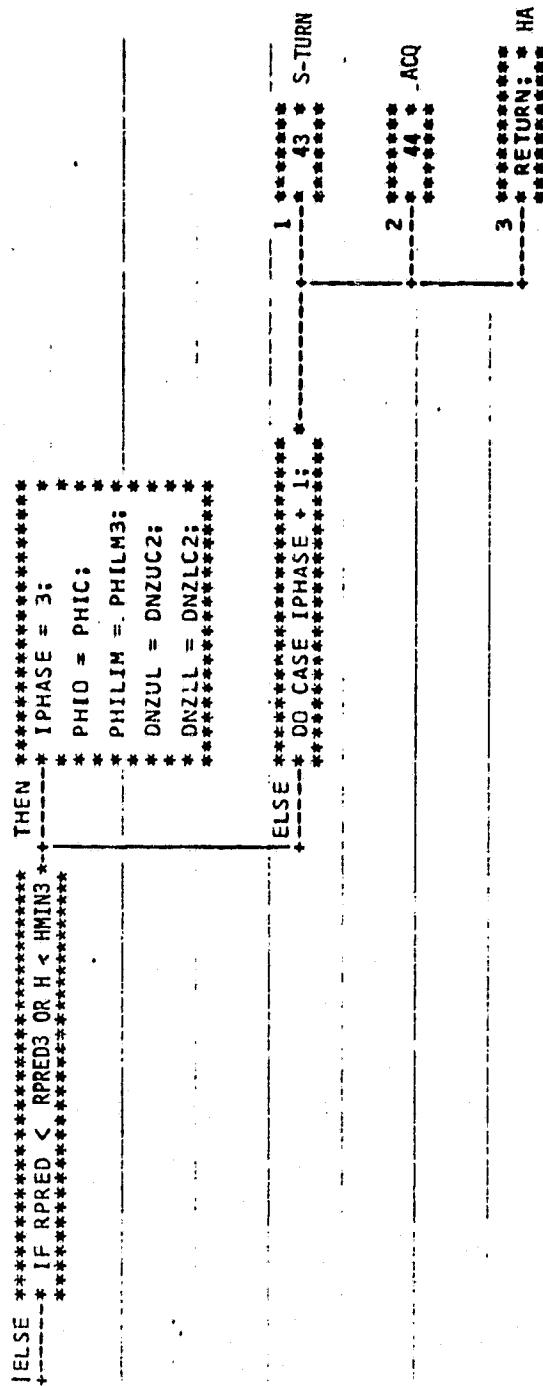 |ELSE ******************************* THEN **********************
+-----* IF RPRED < RPRED3 OR H < HMIN3 *-+-----* IPHASE = 3; *
******************************* * *
* PHIO = PHIC; *
* *
* PHILIM = PHILM3; *
* *
* DNZUL = DNZUC2; *
* *
* DNZLL = DNZLC2; *
**********************
ELSE ********************** 1 *******
+-----* DO CASE IPHASE + 1; *---------+-----* 43 * S-TURN
********************** *******
2 *******
+-----* 44 * ACQ
*******
3 ***********
+-----* RETURN; * HA
***********